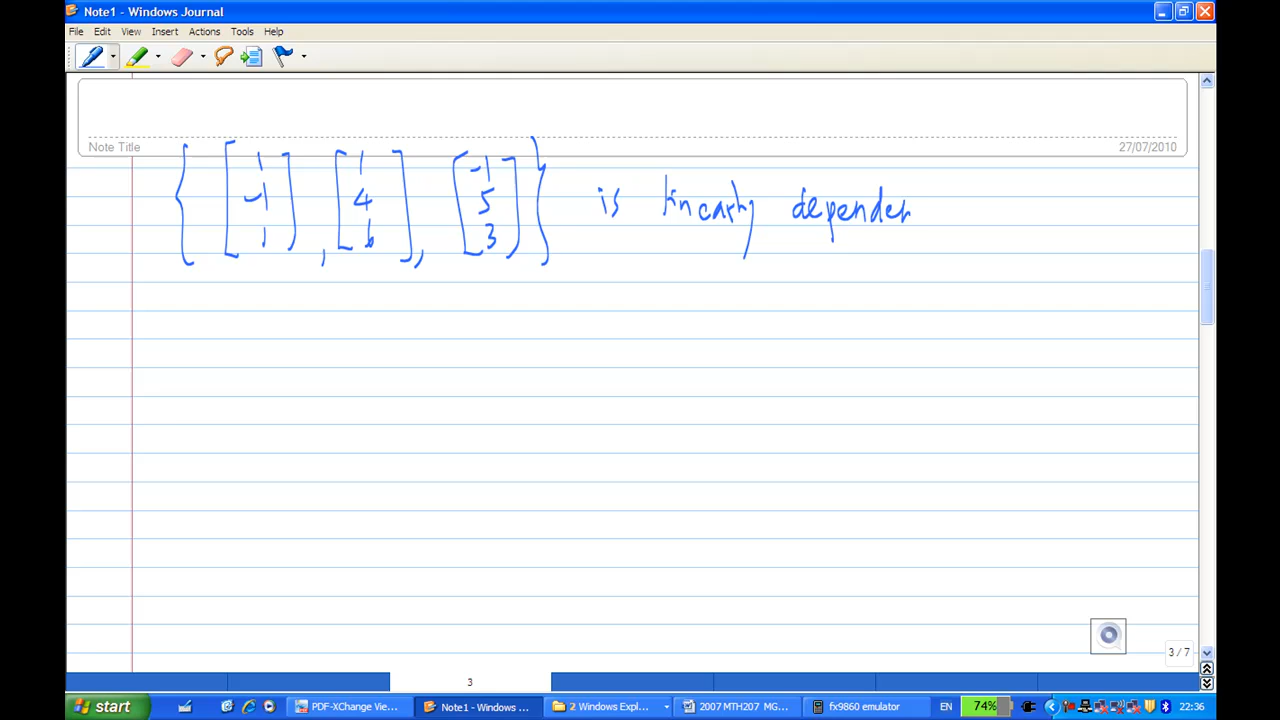 Note1 - Windows Journal
File Edit View Insert Actions Tools Help
Note Title
27/07/2010
{ [ 1 -1 1 ] , [ 1 4 6 ] , [ -1 5 3 ] } is linearly dependen
3 / 7
3
start PDF-XChange Vie... Note1 - Windows ... 2 Windows Expl... 2007 MTH207 MG... fx9860 emulator EN 74% 22:36